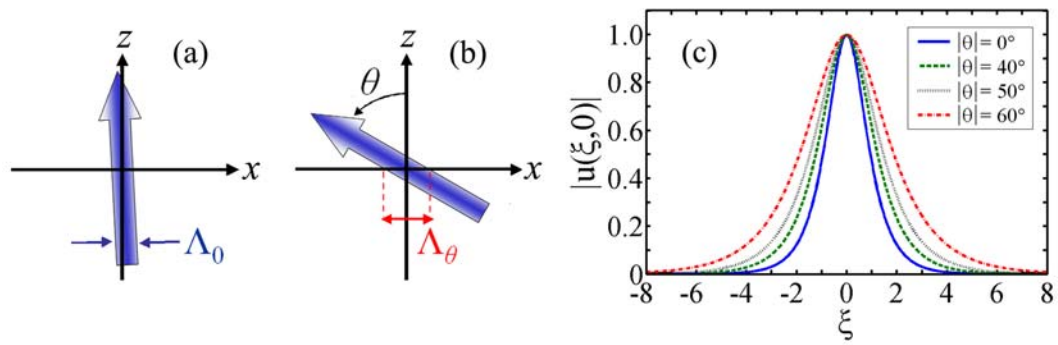 z
(a)
x
Λ₀
z
(b)
θ
x
Λ_θ
(c)
|u(ξ,0)|
1.0
0.8
0.6
0.4
0.2
0
-8 -6 -4 -2 0 2 4 6 8
ξ
|θ| = 0°
|θ| = 40°
|θ| = 50°
|θ| = 60°